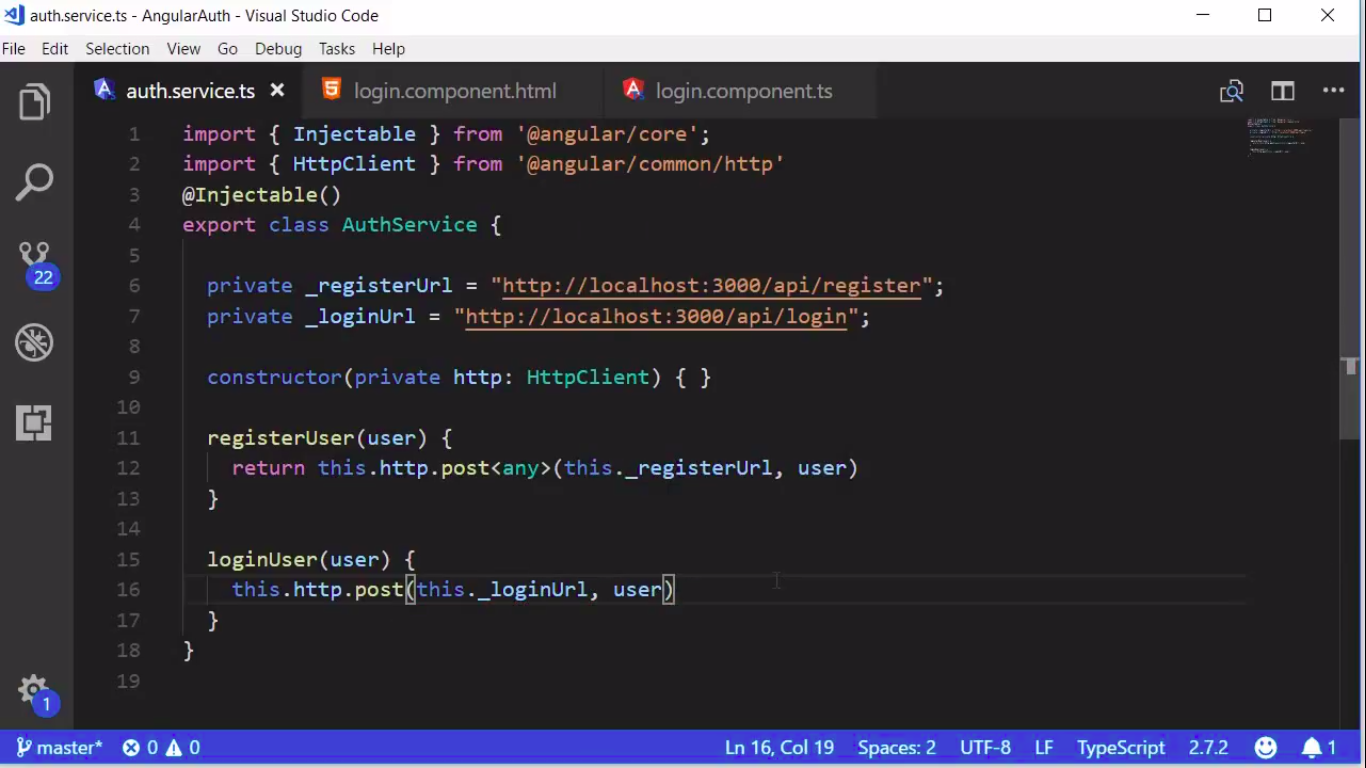 auth.service.ts - AngularAuth - Visual Studio Code
File Edit Selection View Go Debug Tasks Help
auth.service.ts login.component.html login.component.ts
1 import { Injectable } from '@angular/core';
2 import { HttpClient } from '@angular/common/http'
3 @Injectable()
4 export class AuthService {
5
6 private _registerUrl = "http://localhost:3000/api/register";
7 private _loginUrl = "http://localhost:3000/api/login";
8
9 constructor(private http: HttpClient) { }
10
11 registerUser(user) {
12 return this.http.post<any>(this._registerUrl, user)
13 }
14
15 loginUser(user) {
16 this.http.post(this._loginUrl, user)
17 }
18 }
19
22
1
master* 0 0 Ln 16, Col 19 Spaces: 2 UTF-8 LF TypeScript 2.7.2 1